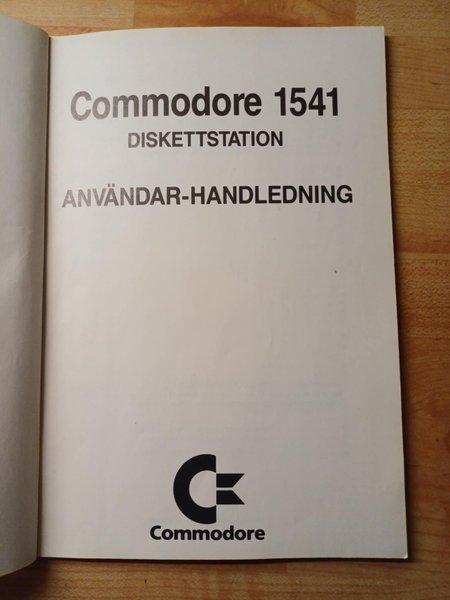 Commodore 1541
DISKETTSTATION
ANVÄNDAR-HANDLEDNING
Commodore